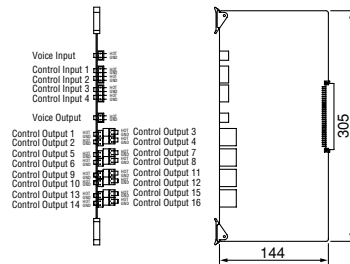 Voice Input
Control Input 1
Control Input 2
Control Input 3
Control Input 4
Voice Output
Control Output 1
Control Output 2
Control Output 3
Control Output 4
Control Output 5
Control Output 6
Control Output 7
Control Output 8
Control Output 9
Control Output 10
Control Output 11
Control Output 12
Control Output 13
Control Output 14
Control Output 15
Control Output 16
305
144